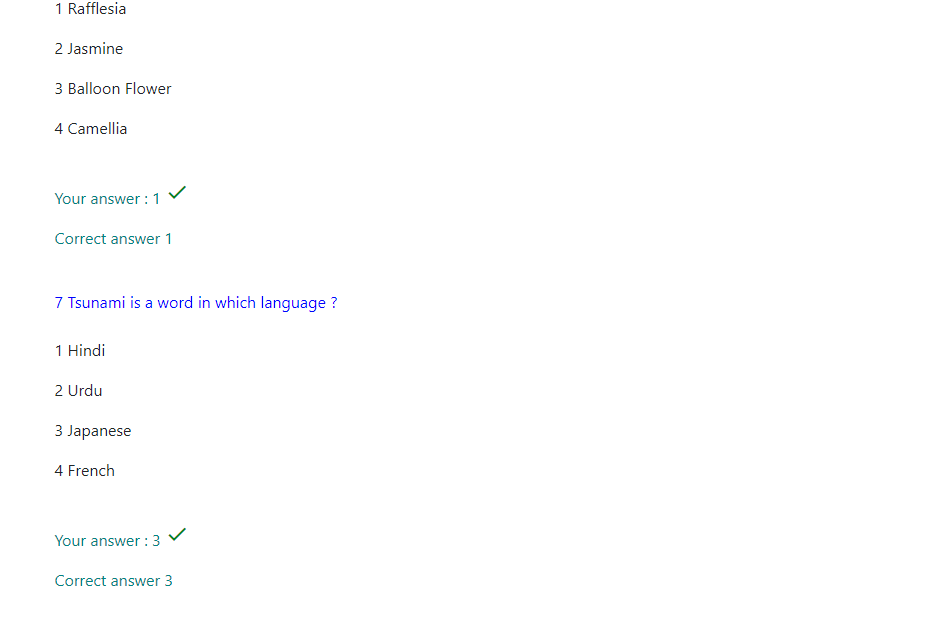 1 Rafflesia
2 Jasmine
3 Balloon Flower
4 Camellia
Your answer : 1
Correct answer 1
7 Tsunami is a word in which language ?
1 Hindi
2 Urdu
3 Japanese
4 French
Your answer : 3
Correct answer 3